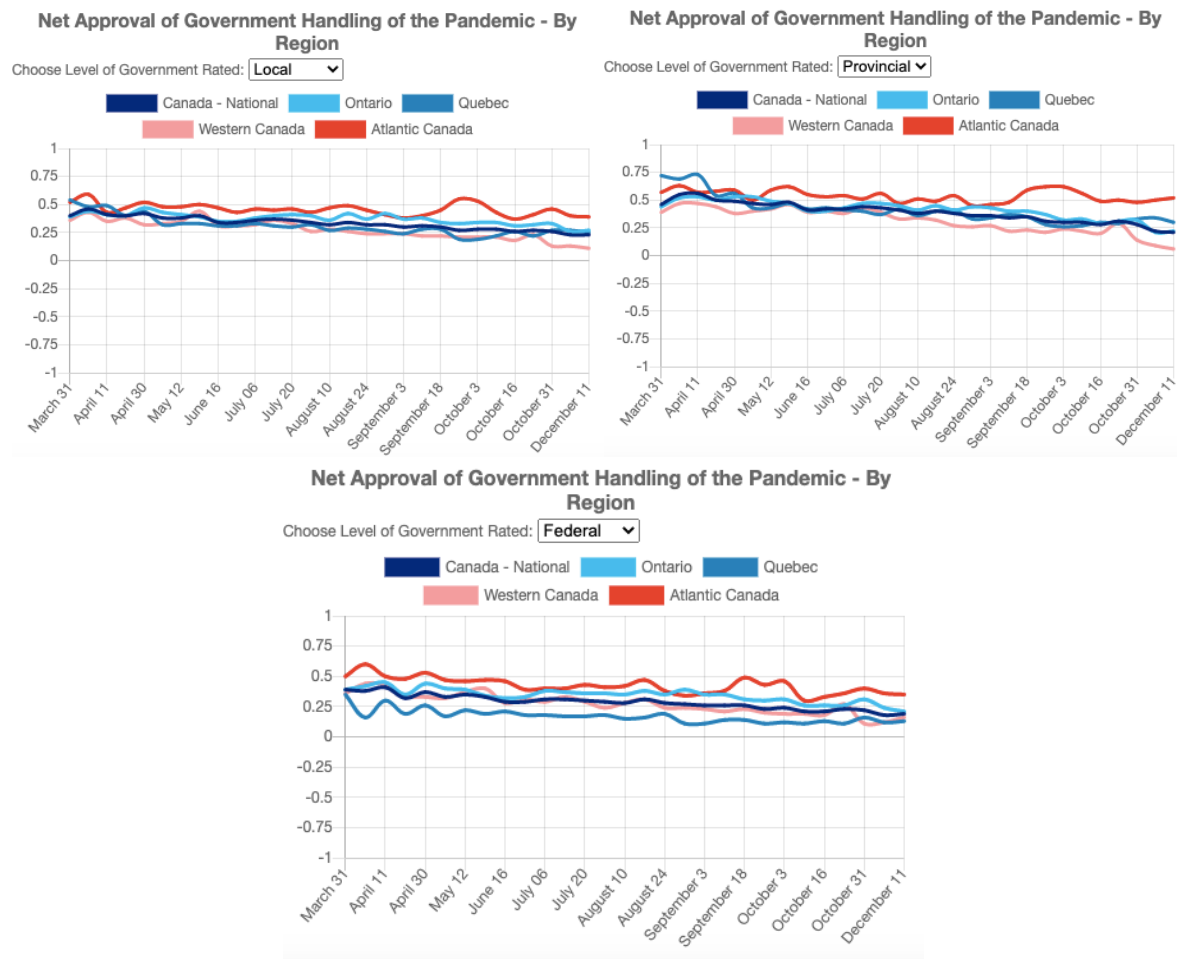 Net Approval of Government Handling of the Pandemic - By
Region
Choose Level of Government Rated: Local
Canada - National Ontario Quebec
Western Canada Atlantic Canada
1
0.75
0.5
0.25
0
-0.25
-0.5
-0.75
-1
March 31 April 11 April 30 May 12 June 16 July 06 July 20 August 10 August 24 September 3 September 18 October 3 October 16 October 31 December 11
Net Approval of Government Handling of the Pandemic - By
Region
Choose Level of Government Rated: Provincial
Canada - National Ontario Quebec
Western Canada Atlantic Canada
1
0.75
0.5
0.25
0
-0.25
-0.5
-0.75
-1
March 31 April 11 April 30 May 12 June 16 July 06 July 20 August 10 August 24 September 3 September 18 October 3 October 16 October 31 December 11
Net Approval of Government Handling of the Pandemic - By
Region
Choose Level of Government Rated: Federal
Canada - National Ontario Quebec
Western Canada Atlantic Canada
1
0.75
0.5
0.25
0
-0.25
-0.5
-0.75
-1
March 31 April 11 April 30 May 12 June 16 July 06 July 20 August 10 August 24 September 3 September 18 October 3 October 16 October 31 December 11